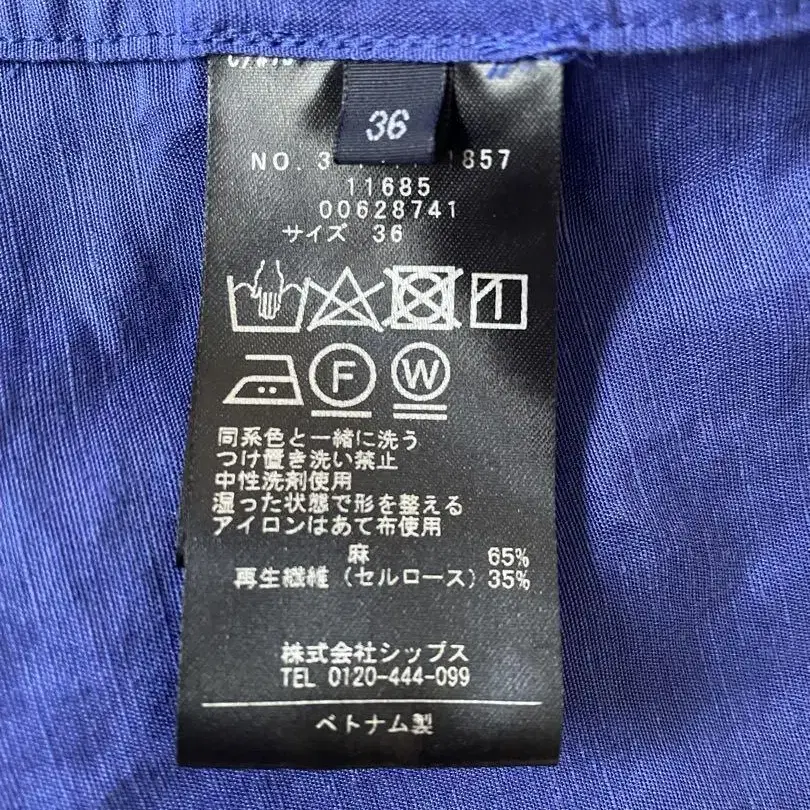 36
NO. 3 1857
11685
00628741
サイズ 36
F W
同系色と一緒に洗う
つけ置き洗い禁止
中性洗剤使用
湿った状態で形を整える
アイロンはあて布使用
麻 65%
再生繊維(セルロース)35%
株式会社シップス
TEL 0120-444-099
ベトナム製